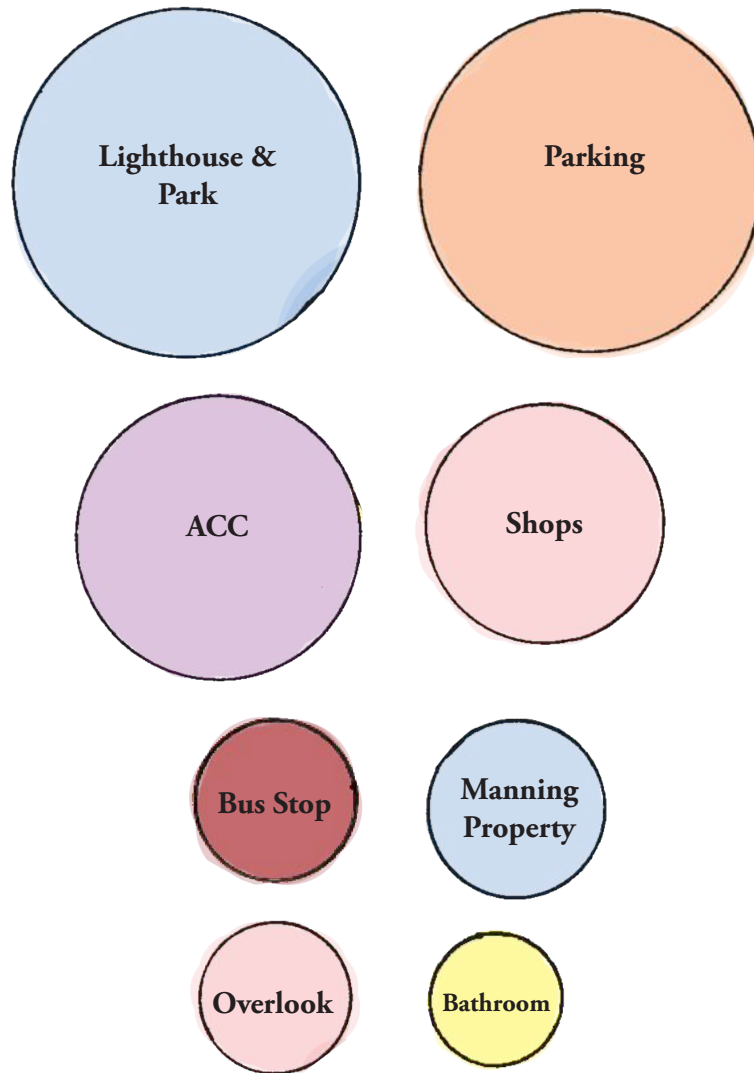 Lighthouse &
Park
Parking
ACC
Shops
Bus Stop
Manning
Property
Overlook
Bathroom